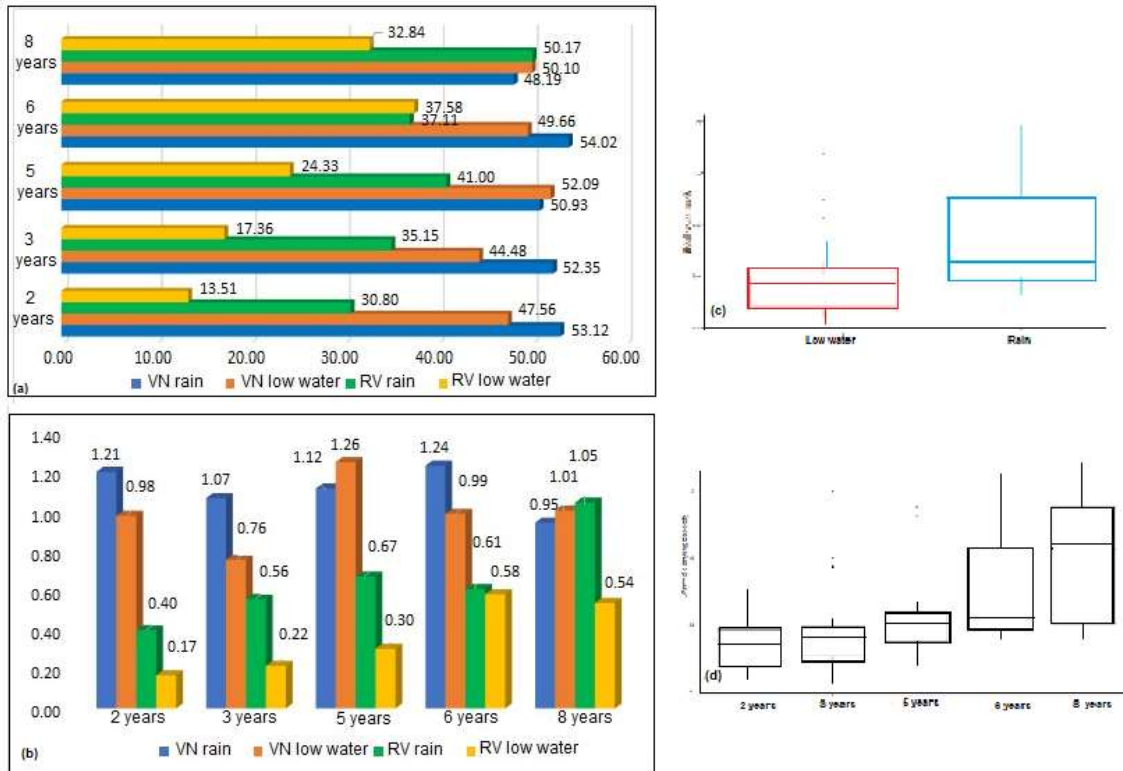 8
years
32.84
50.17
50.10
48.19
6
years
37.58
37.11
49.66
54.02
5
years
24.33
41.00
52.09
50.93
3
years
17.36
35.15
44.48
52.35
2
years
13.51
30.80
47.56
53.12
0.00 10.00 20.00 30.00 40.00 50.00 60.00
(a) VN rain VN low water RV rain RV low water
1.40
1.20
1.00
0.80
0.60
0.40
0.20
0.00
1.21 0.98 0.40 0.17
1.07 0.76 0.56 0.22
1.12 1.26 0.67 0.30
1.24 0.99 0.61 0.58
0.95 1.01 1.05 0.54
2 years 3 years 5 years 6 years 8 years
(b) VN rain VN low water RV rain RV low water
(c)
Low water Rain
(d)
2 years 3 years 5 years 6 years 8 years